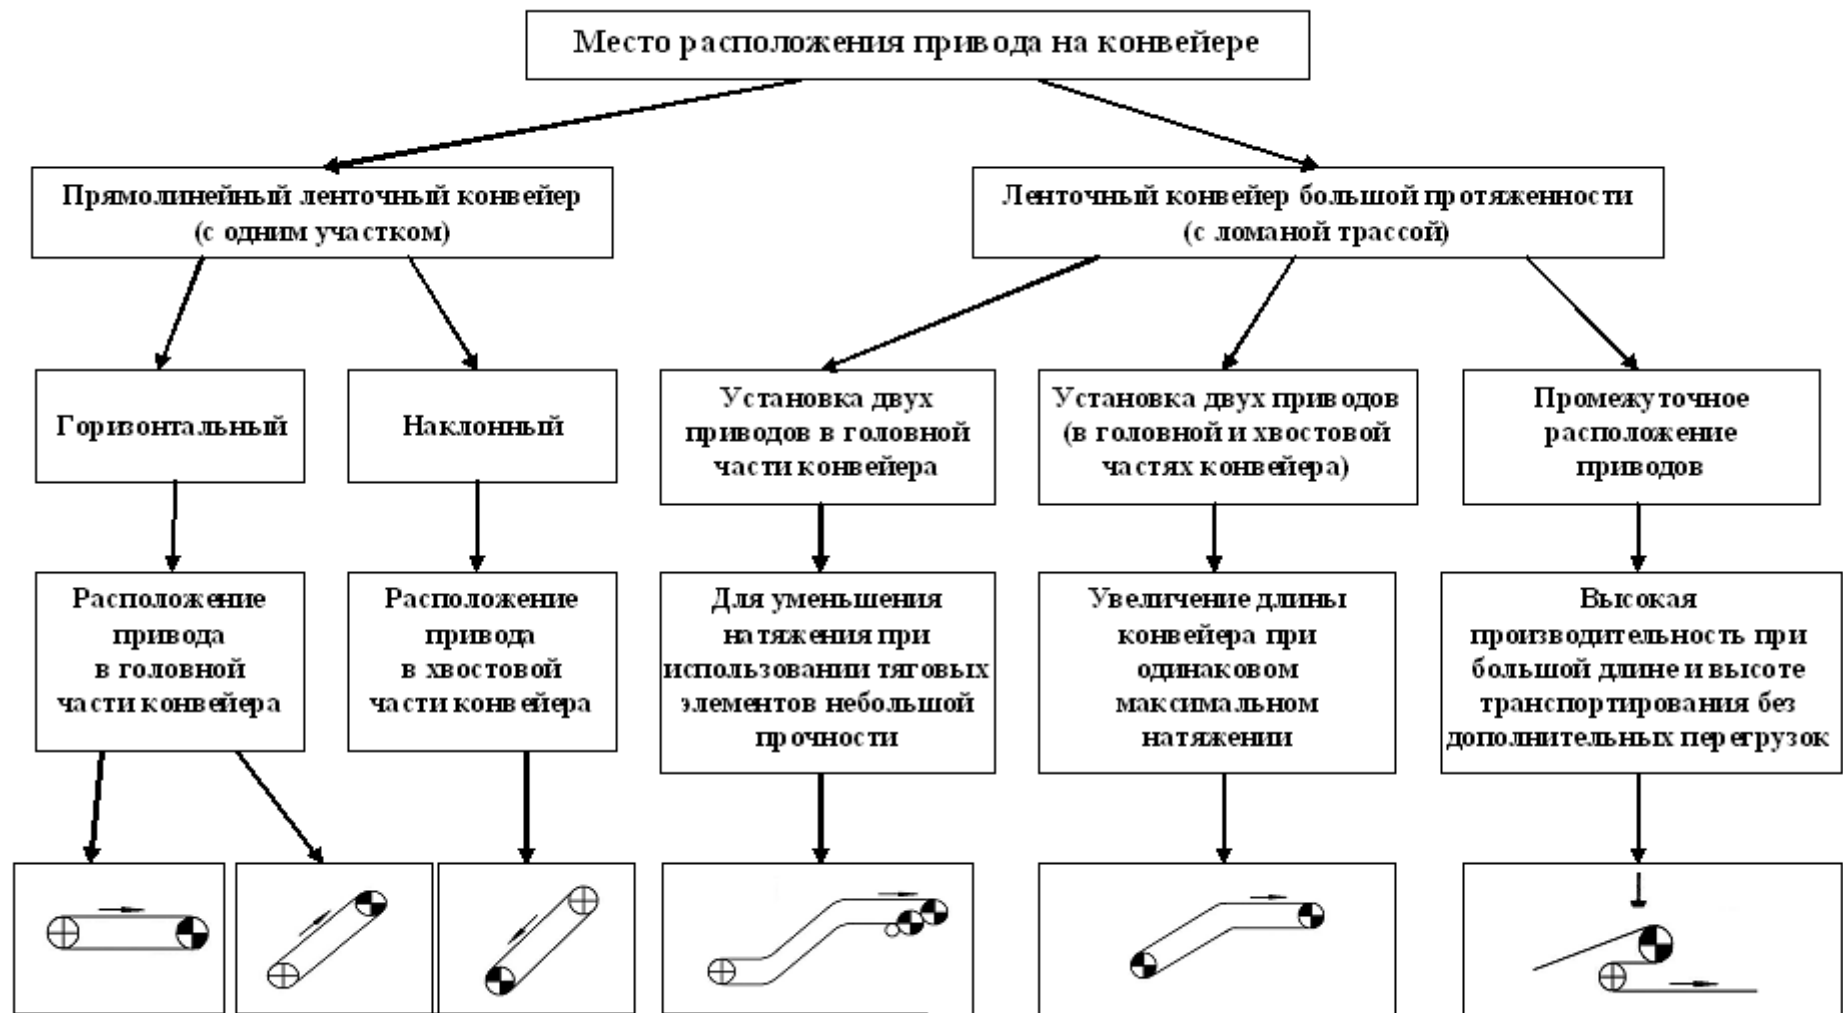 Место расположения привода на конвейере
Прямолинейный ленточный конвейер
(с одним участком)
Ленточный конвейер большой протяженности
(с ломаной трассой)
Горизонтальный
Наклонный
Установка двух
приводов в головной
части конвейера
Установка двух приводов
(в головной и хвостовой
частях конвейера)
Промежуточное
расположение
приводов
Расположение
привода
в головной
части конвейера
Расположение
привода
в хвостовой
части конвейера
Для уменьшения
натяжения при
использовании тяговых
элементов небольшой
прочности
Увеличение длины
конвейера при
одинаковом
максимальном
натяжении
Высокая
производительность при
большой длине и высоте
транспортирования без
дополнительных перегрузок